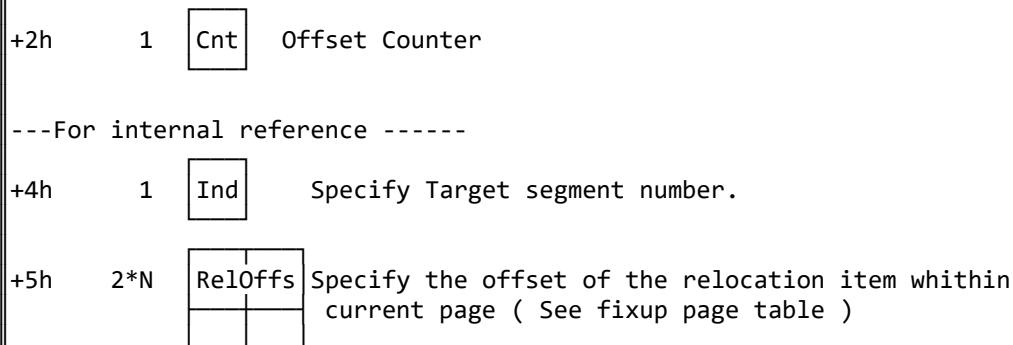 +2h 1 Cnt Offset Counter
---For internal reference ------
+4h 1 Ind Specify Target segment number.
+5h 2*N RelOffs Specify the offset of the relocation item whithin
current page ( See fixup page table )